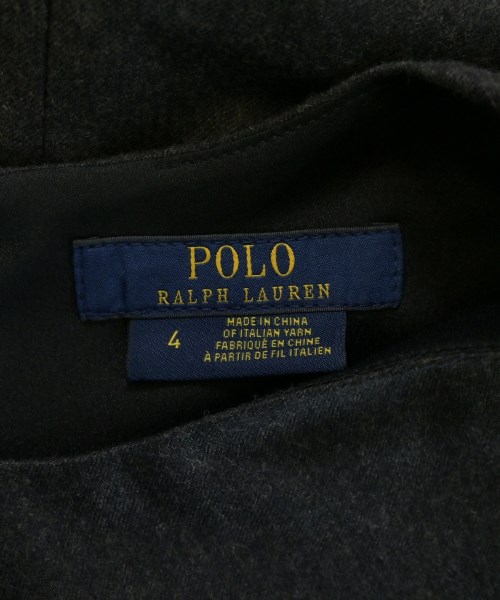 POLO
RALPH LAUREN
4
MADE IN CHINA
OF ITALIAN YARN
FABRIQUÉ EN CHINE
À PARTIR DE FIL ITALIEN